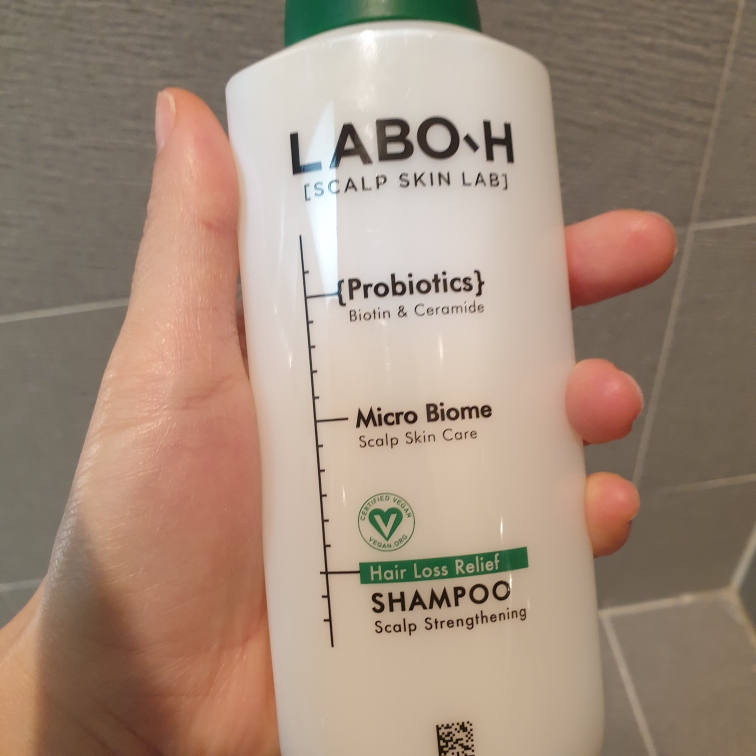 LABO-H
[SCALP SKIN LAB]
{Probiotics}
Biotin & Ceramide
Micro Biome
Scalp Skin Care
CERTIFIED VEGAN
V
VEGAN.ORG
Hair Loss Relief
SHAMPOO
Scalp Strengthening